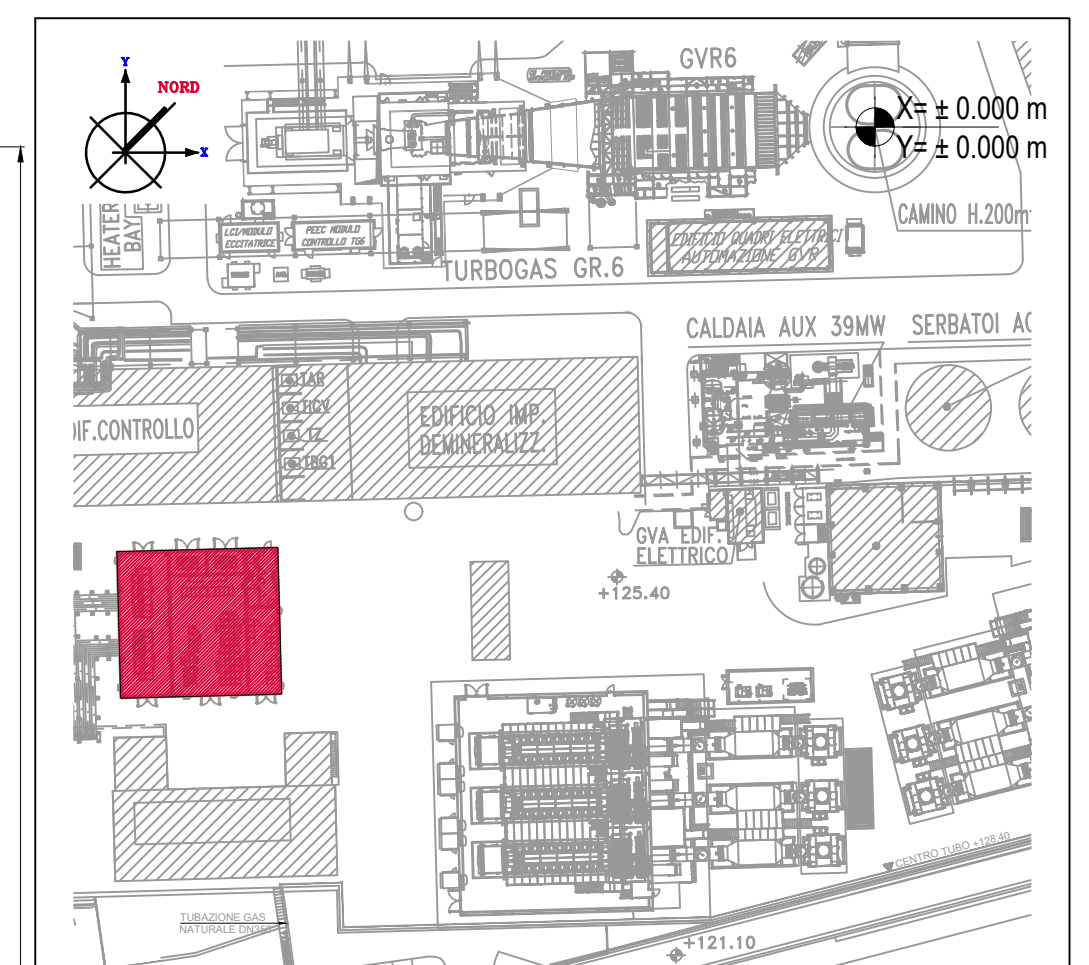 Y
NORD
X
GVR6
X= ± 0.000 m
Y= ± 0.000 m
CAMINO H.200m
HEATER
BAY
LCI/MODULO
ECCITATRICE
PEEC MODULO
CONTROLLO TG6
TURBOGAS GR.6
EDIFICIO QUADRI ELETTRICI
AUTOMAZIONE GVR
CALDAIA AUX 39MW
SERBATOI AC
DIF.CONTROLLO
TAR
TICV
TZ
TBG1
EDIFICIO IMP.
DEMINERALIZZ.
GVA EDIF.
ELETTRICO
+125.40
CENTRO TUBO +128,40
TUBAZIONE GAS
NATURALE DN350
+121.10